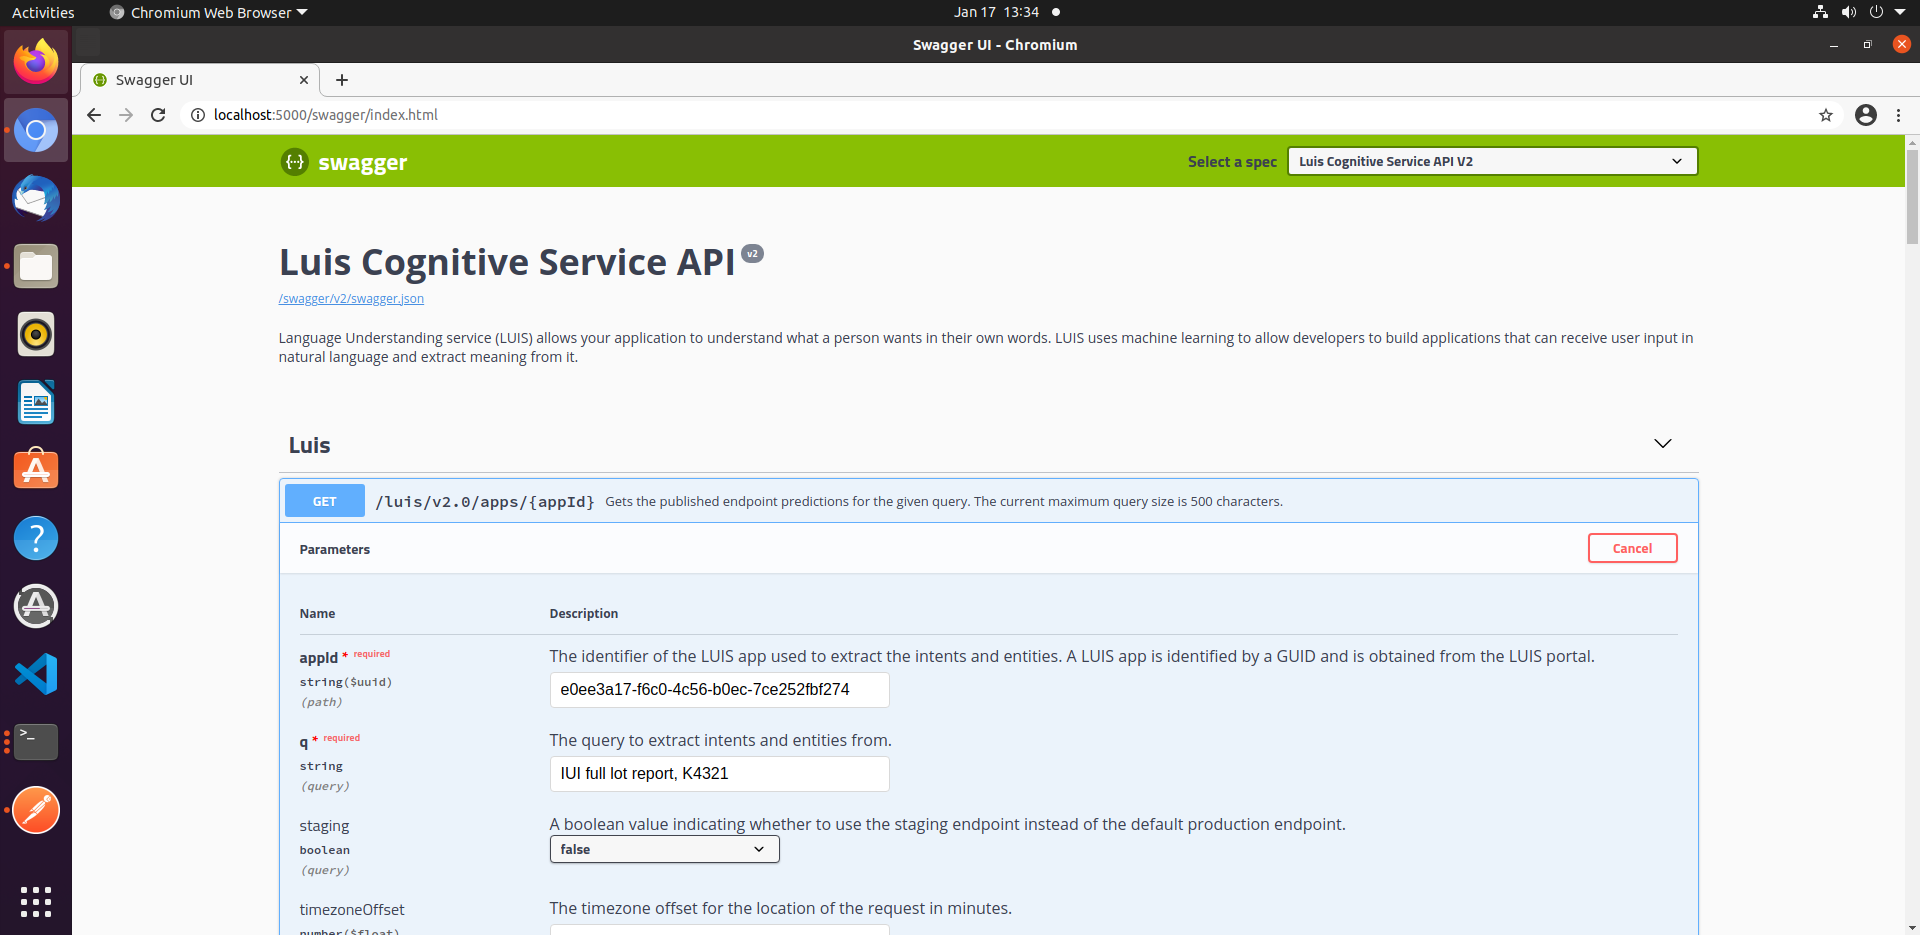 Activities
Chromium Web Browser
Jan 17 13:34
Swagger UI - Chromium
Swagger UI
localhost:5000/swagger/index.html
{...} swagger
Select a spec
Luis Cognitive Service API V2
Luis Cognitive Service API v2
/swagger/v2/swagger.json
Language Understanding service (LUIS) allows your application to understand what a person wants in their own words. LUIS uses machine learning to allow developers to build applications that can receive user input in
natural language and extract meaning from it.
Luis
GET /luis/v2.0/apps/{appId} Gets the published endpoint predictions for the given query. The current maximum query size is 500 characters.
Parameters
Cancel
Name
Description
appId * required
The identifier of the LUIS app used to extract the intents and entities. A LUIS app is identified by a GUID and is obtained from the LUIS portal.
string($uuid)
(path)
e0ee3a17-f6c0-4c56-b0ec-7ce252fbf274
q * required
The query to extract intents and entities from.
string
(query)
IUI full lot report, K4321
staging
A boolean value indicating whether to use the staging endpoint instead of the default production endpoint.
boolean
(query)
false
timezoneOffset
The timezone offset for the location of the request in minutes.
number($float)